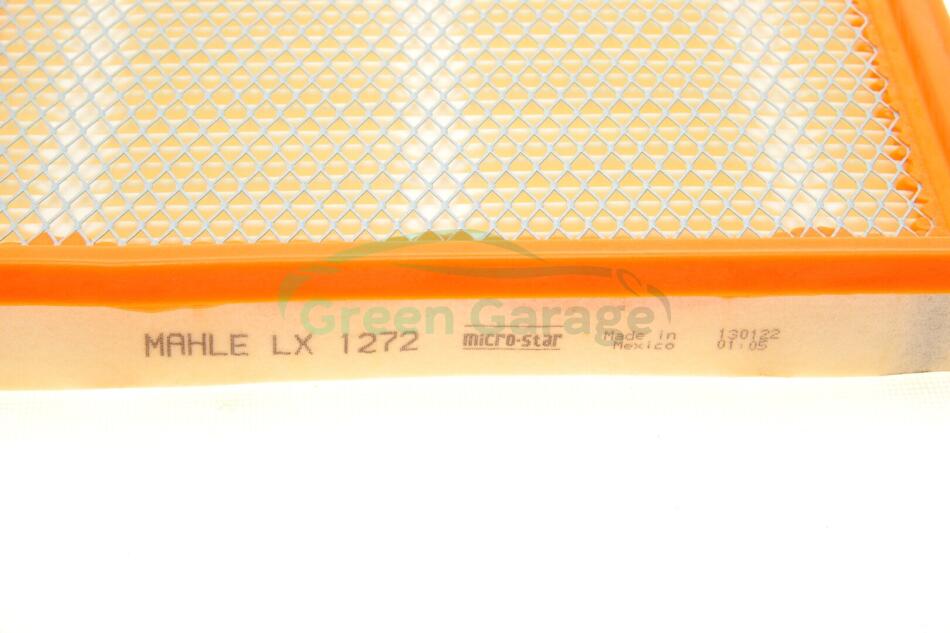 Green Garage
MAHLE LX 1272 micro-star Made in 130122
Mexico 01:05